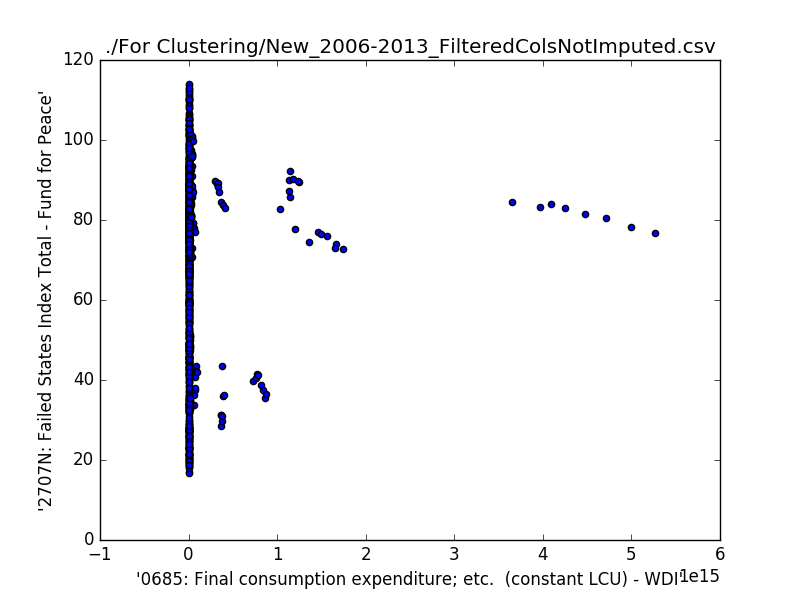 ./For Clustering/New_2006-2013_FilteredColsNotImputed.csv
120
100
80
60
40
20
0
'2707N: Failed States Index Total - Fund for Peace'
−1 0 1 2 3 4 5 6
1e15
'0685: Final consumption expenditure; etc.  (constant LCU) - WDI'